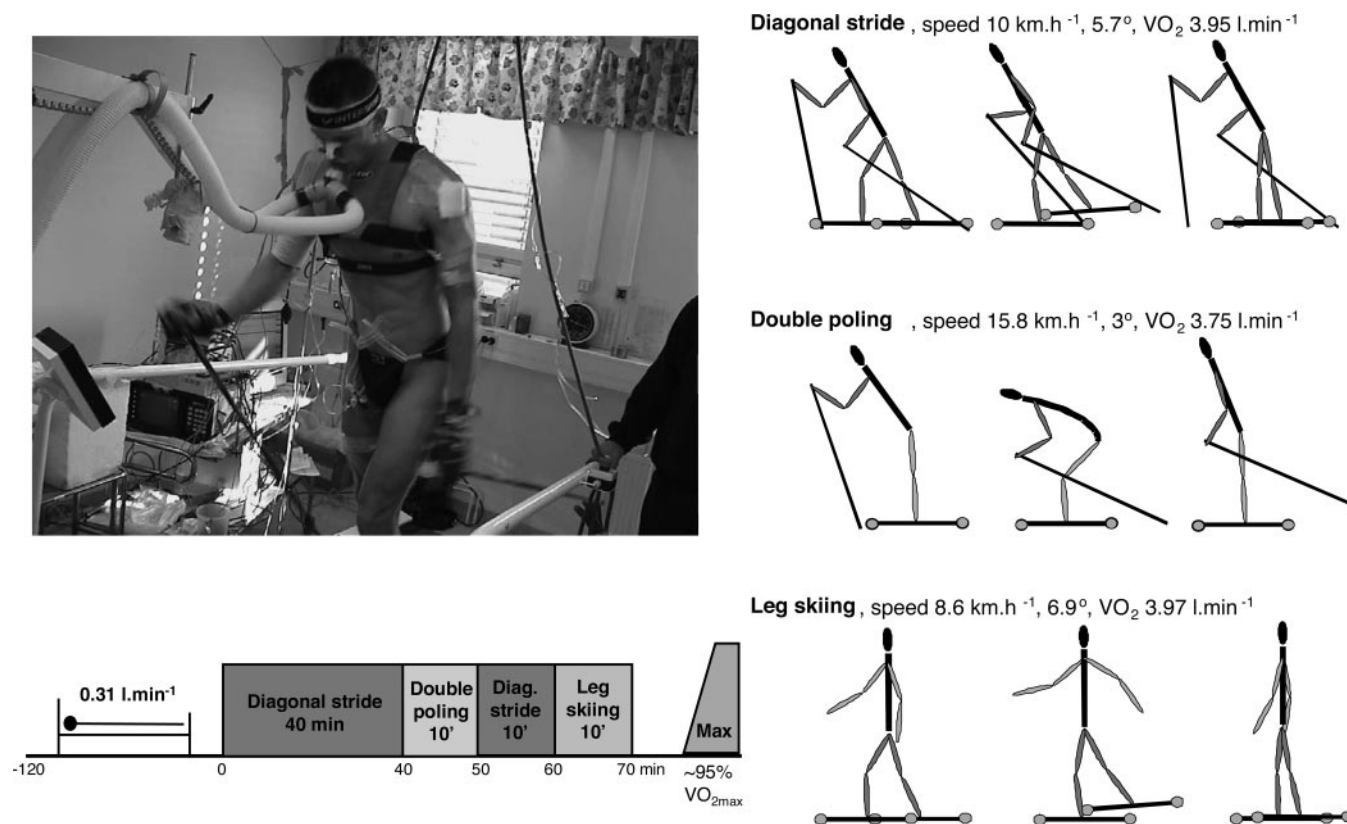 Diagonal stride , speed 10 km.h -1, 5.7º, VO2 3.95 l.min-1
Double poling , speed 15.8 km.h -1, 3º, VO2 3.75 l.min-1
Leg skiing , speed 8.6 km.h -1, 6.9º, VO2 3.97 l.min-1
0.31 l.min-1
Diagonal stride
40 min
Double
poling
10'
Diag.
stride
10'
Leg
skiing
10'
Max
-120
0
40
50
60
70 min
~95%
VO2max